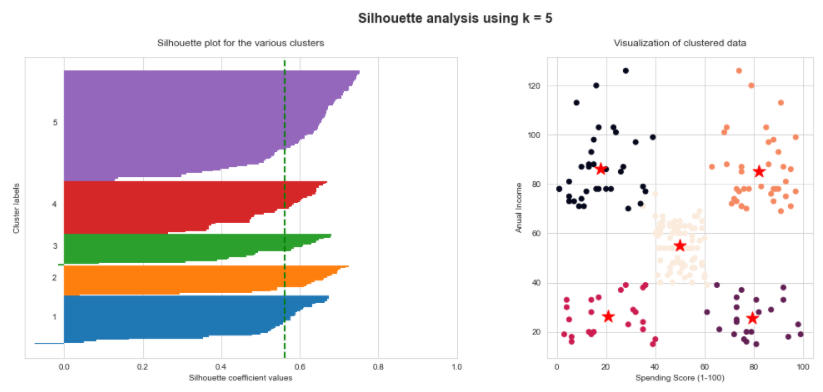 Silhouette analysis using k = 5
Silhouette plot for the various clusters
Cluster labels
5
4
3
2
1
0.0 0.2 0.4 0.6 0.8 1.0
Silhouette coefficient values
Visualization of clustered data
Anual Income
120
100
80
60
40
20
0 20 40 60 80 100
Spending Score (1-100)